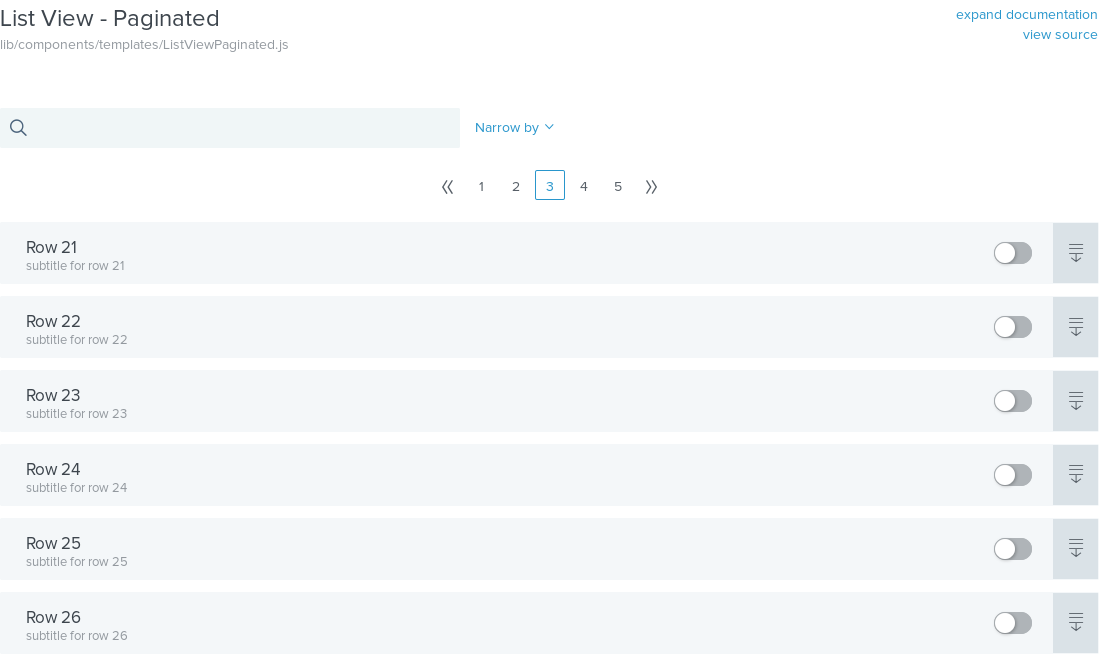 List View - Paginated
expand documentation
lib/components/templates/ListViewPaginated.js
view source
Narrow by
1 2 3 4 5
Row 21
subtitle for row 21
Row 22
subtitle for row 22
Row 23
subtitle for row 23
Row 24
subtitle for row 24
Row 25
subtitle for row 25
Row 26
subtitle for row 26